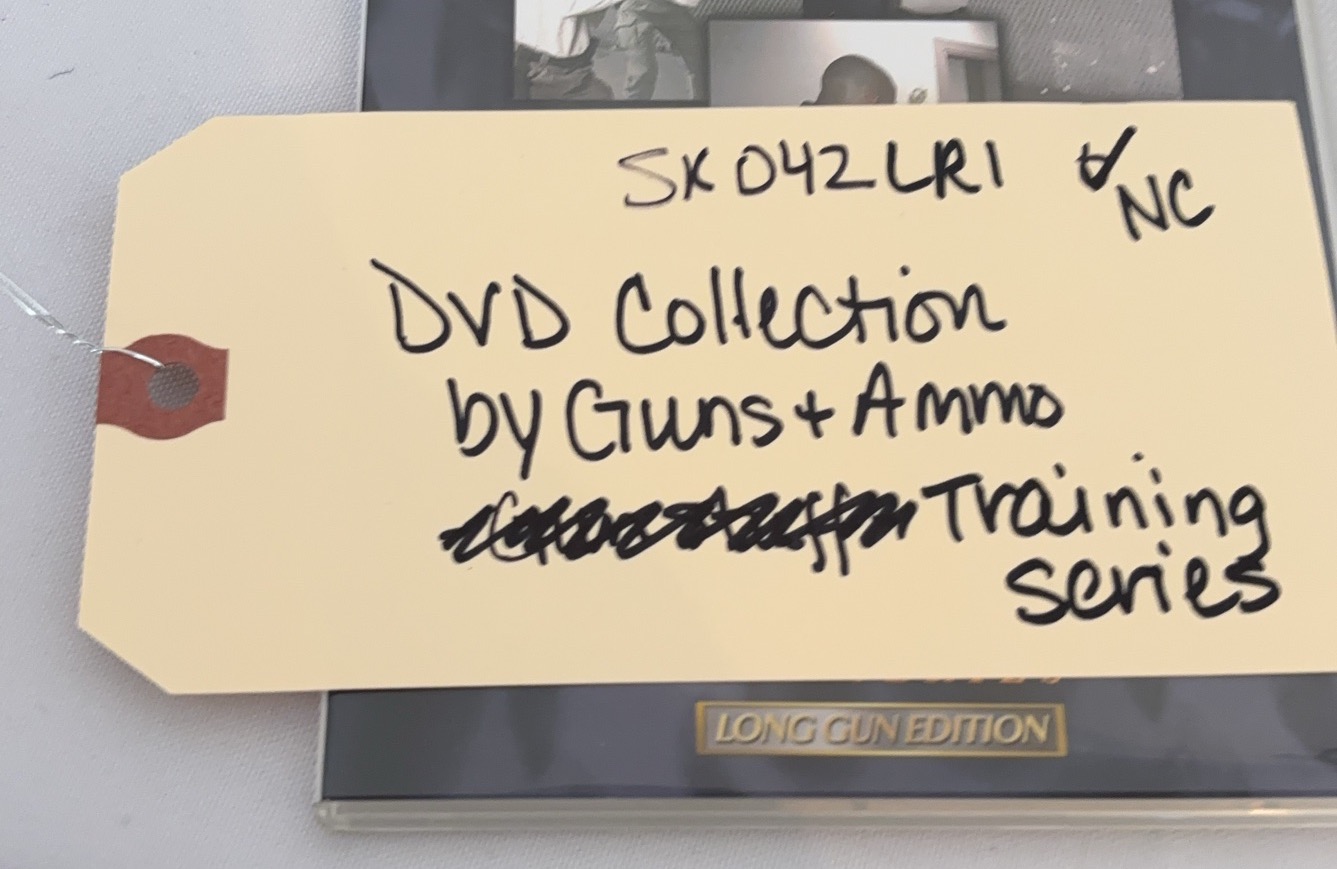 SK042LR1 ✓
NC
DVD Collection
by Guns + Ammo
Training
series
LONG GUN EDITION